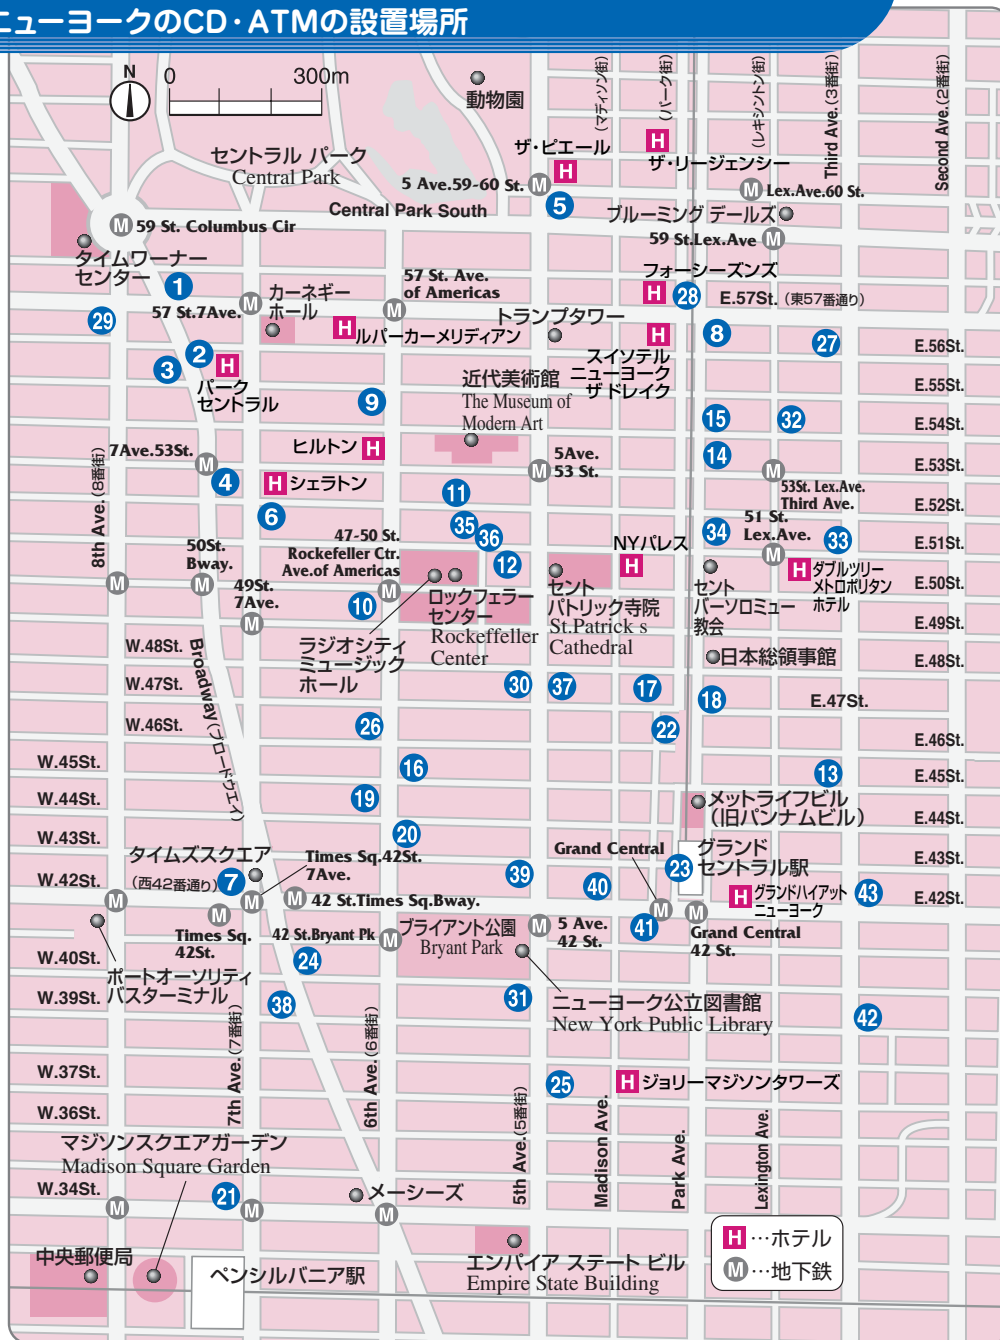 ニューヨークのCD・ATMの設置場所
N
0 300m
動物園
(マディソン街)
(パーク街)
(レキシントン街)
Third Ave.(3番街)
Second Ave.(2番街)
セントラル パーク
Central Park
ザ・ピエール
H
H
ザ・リージェンシー
5 Ave.59-60 St. M
M Lex.Ave.60 St.
Central Park South
5
ブルーミング デールズ
M 59 St. Columbus Cir
59 St.Lex.Ave M
タイムワーナー
センター
1
57 St. Ave.
of Americas
フォーシーズンズ
H
28
E.57St.(東57番通り)
カーネギー
ホール
57 St.7Ave. M
M
29
H
ルパーカーメリディアン
トランプタワー
H
8
27
E.56St.
スイソテル
ニューヨーク
ザ ドレイク
2
3
H
パーク
セントラル
近代美術館
The Museum of
Modern Art
E.55St.
9
15
32
E.54St.
ヒルトン H
7Ave.53St.
M
5Ave.
53 St.
M
14
E.53St.
M
53St. Lex.Ave.
Third Ave.
8th Ave.(8番街)
4
H シェラトン
11
E.52St.
6
35
36
51 St.
Lex.Ave.
M
34
33
E.51St.
47-50 St.
Rockefeller Ctr.
Ave.of Americas
M
50St.
Bway.
M
M
12
NYパレス
H
H
ダブルツリー
メトロポリタン
ホテル
E.50St.
49St.
7Ave.
M
10
ロックフェラー
センター
Rockeffeller
Center
セント
パトリック寺院
St.Patrick s
Cathedral
セント
バーソロミュー
教会
E.49St.
W.48St.
ラジオシティ
ミュージック
ホール
日本総領事館
E.48St.
W.47St.
Broadway(ブロードウエイ)
30
37
17
18
E.47St.
W.46St.
26
22
E.46St.
W.45St.
16
13
E.45St.
W.44St.
19
メットライフビル
(旧パンナムビル)
E.44St.
W.43St.
20
Grand Central
M
グランド
セントラル駅
E.43St.
タイムズスクエア
Times Sq.42St.
7Ave.
M
23
W.42St.
(西42番通り)
7
39
40
H
グランドハイアット
ニューヨーク
43
E.42St.
M
M 42 St.Times Sq.Bway.
M
Times Sq.
42St.
42 St.Bryant Pk M
ブライアント公園
Bryant Park
M
5 Ave.
42 St.
41
M
Grand Central
42 St.
W.40St.
24
ポートオーソリティ
バスターミナル
W.39St.
38
31
ニューヨーク公立図書館
New York Public Library
42
7th Ave.(7番街)
6th Ave.(6番街)
W.37St.
25
H ジョリーマジソンタワーズ
5th Ave.(5番街)
Madison Ave.
Park Ave.
Lexington Ave.
W.36St.
マジソンスクエアガーデン
Madison Square Garden
W.34St.
21
M
M
メーシーズ
M
中央郵便局
ペンシルバニア駅
エンパイア ステート ビル
Empire State Building
H…ホテル
M…地下鉄